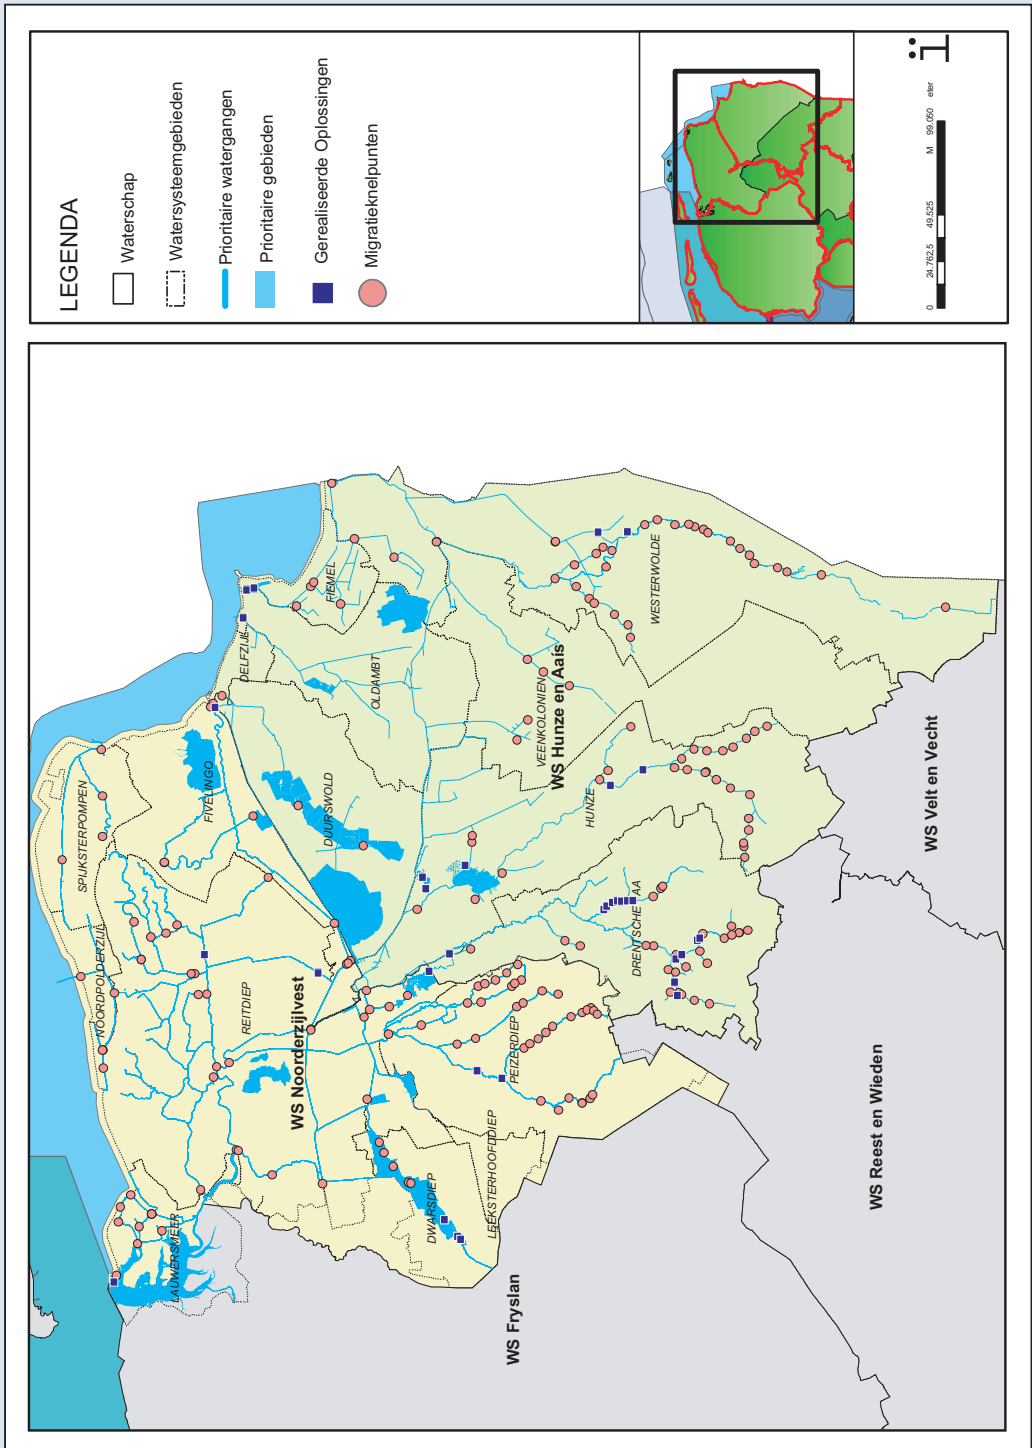 LEGENDA
Waterschap
Watersysteemgebieden
Prioritaire watergangen
Prioritaire gebieden
Gerealiseerde Oplossingen
Migratieknelpunten
0 24.762,5 49.525 M 99.050 eter
ï
SPIJKSTERPOMPEN
NOORDPOLDERZIJL
FIVELINGO
DELFZIJL
FIEMEL
OLDAMBT
DUURSWOLD
REITDIEP
WS Noorderzijlvest
LAUWERSMEER
DWARSDIEP
LEEKSTERHOOFDDIEP
PEIZERDIEP
DRENTSCHE AA
HUNZE
VEENKOLONIEN
WS Hunze en Aaís
WESTERWOLDE
WS Fryslan
WS Reest en Wieden
WS Velt en Vecht